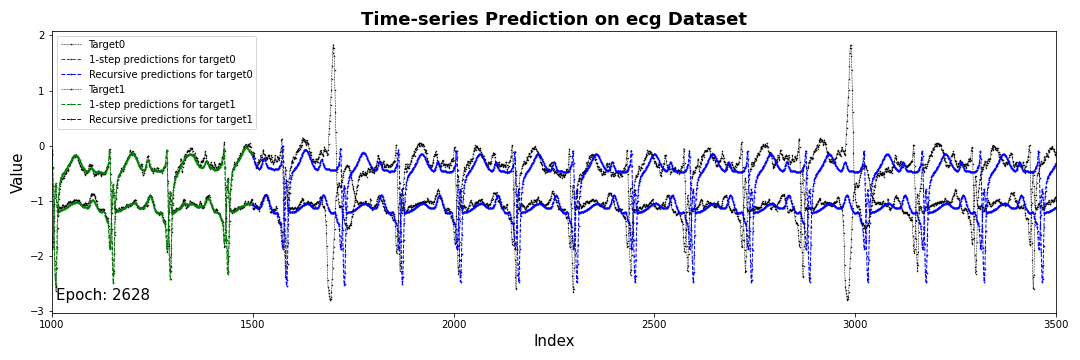 Time-series Prediction on ecg Dataset
Value
2
1
0
−1
−2
−3
Target0
1-step predictions for target0
Recursive predictions for target0
Target1
1-step predictions for target1
Recursive predictions for target1
Epoch: 2628
1000
1500
2000
2500
3000
3500
Index